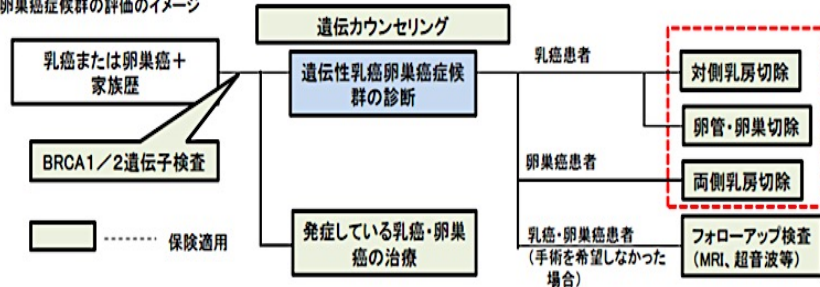 卵巣癌症候群の評価のイメージ
遺伝カウンセリング
乳癌または卵巣癌＋
家族歴
遺伝性乳癌卵巣癌症候
群の診断
BRCA1／2遺伝子検査
保険適用
発症している乳癌・卵巣
癌の治療
乳癌患者
対側乳房切除
卵管・卵巣切除
卵巣癌患者
両側乳房切除
乳癌・卵巣癌患者
（手術を希望しなかった
場合）
フォローアップ検査
（MRI、超音波等）